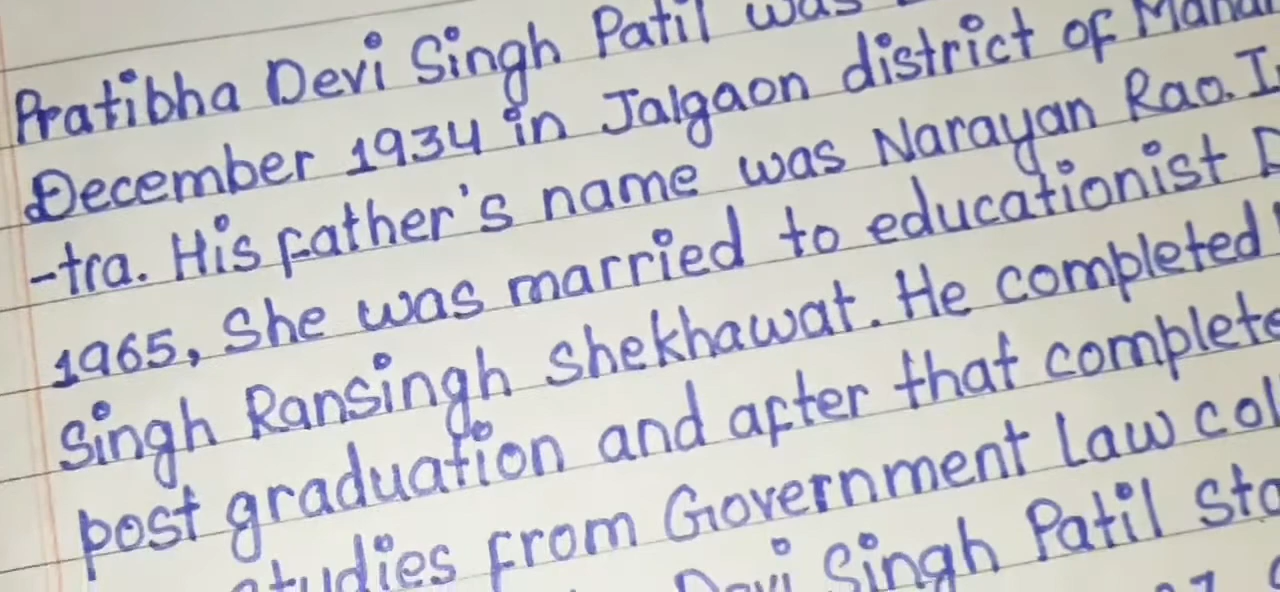 Pratibha Devi Singh Patil was
December 1934 in Jalgaon district of
-tra. His father's name was Narayan Rao.
1965, She was married to educationist
Singh Ransingh Shekhawat. He completed
post graduation and after that complete
studies from Government Law
Devi Singh Patil